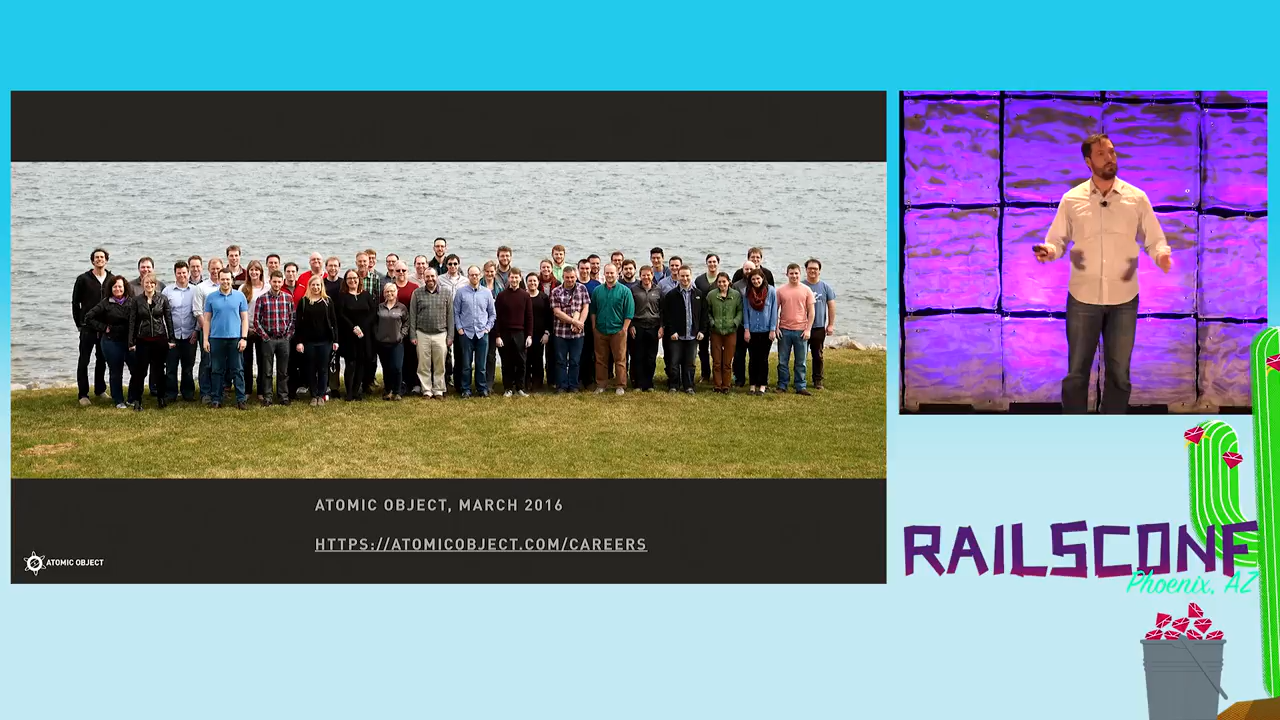 ATOMIC OBJECT, MARCH 2016
HTTPS://ATOMICOBJECT.COM/CAREERS
ATOMIC OBJECT
RAILSCONF
Phoenix, AZ